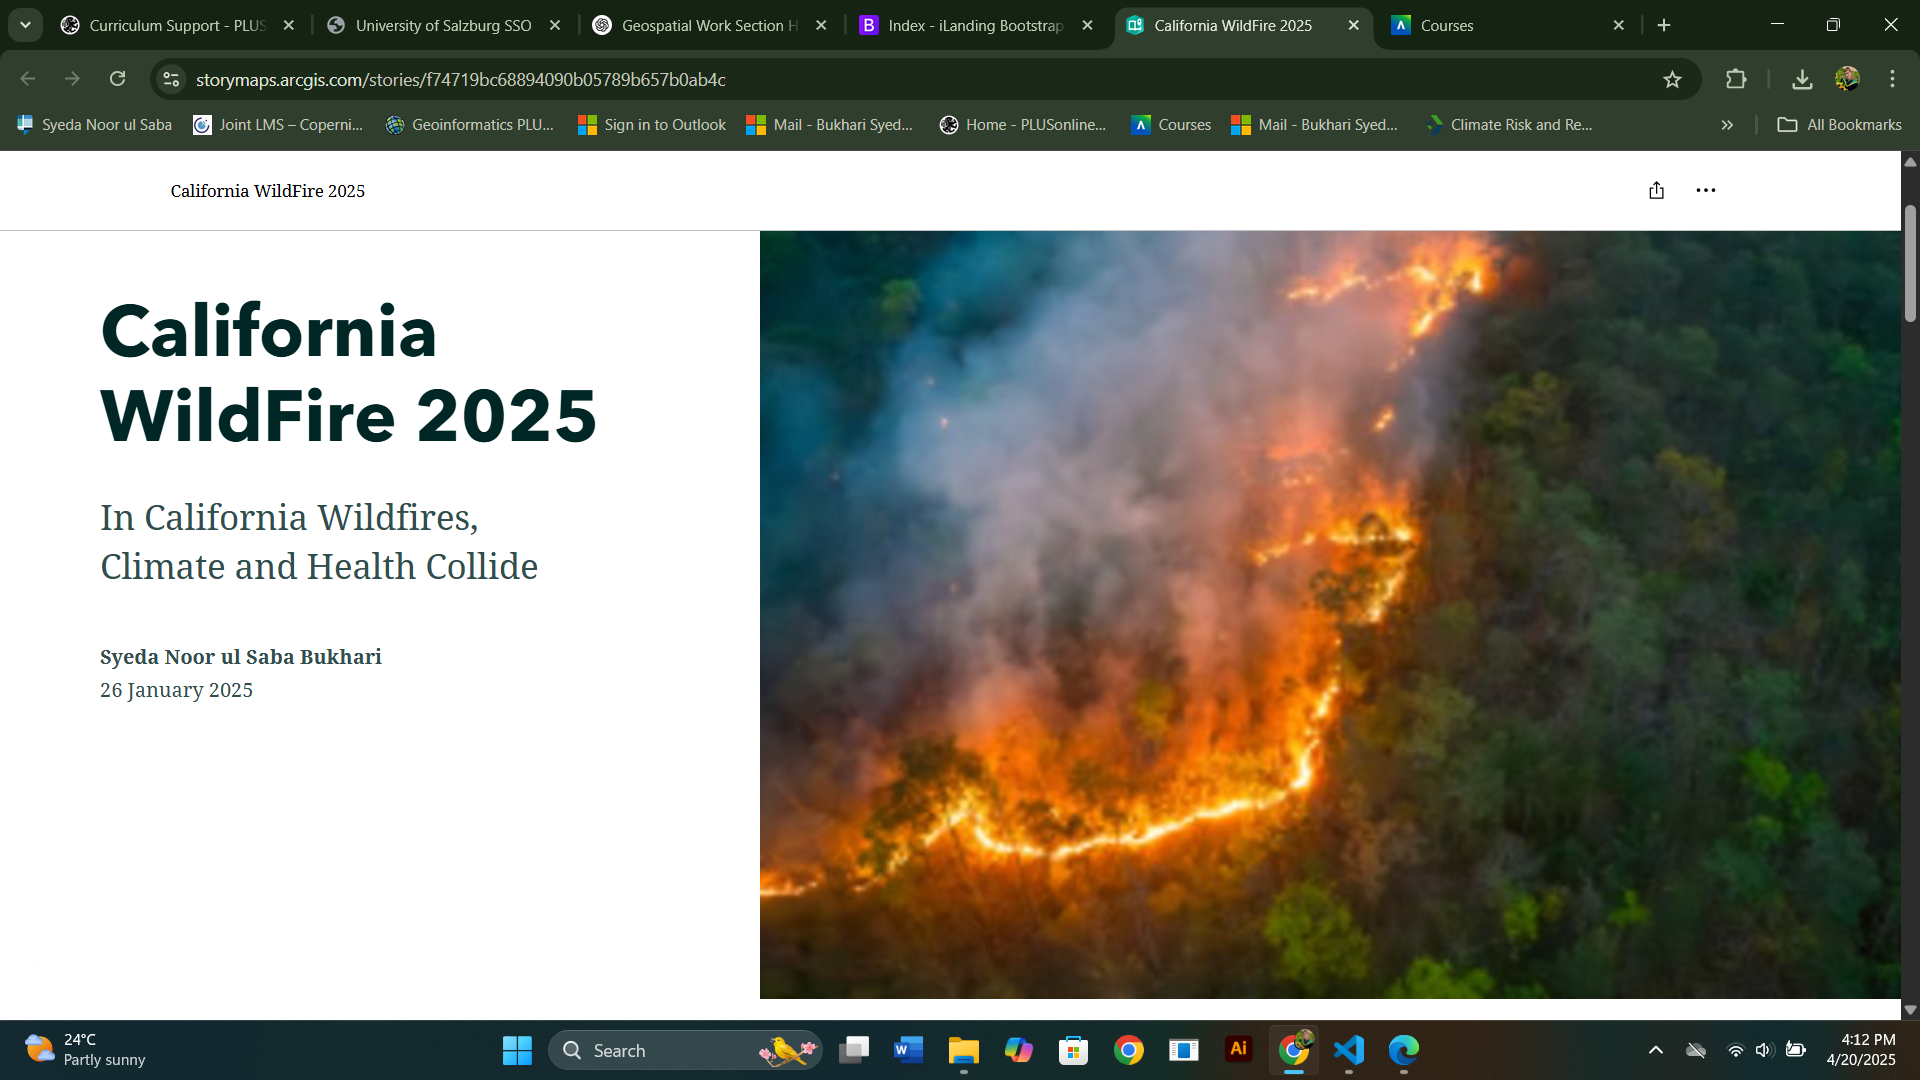 Curriculum Support - PLUS
University of Salzburg SSO
Geospatial Work Section H
Index - iLanding Bootstrap
California WildFire 2025
Courses
storymaps.arcgis.com/stories/f74719bc68894090b05789b657b0ab4c
Syeda Noor ul Saba
Joint LMS – Coperni...
Geoinformatics PLU...
Sign in to Outlook
Mail - Bukhari Syed...
Home - PLUSonline...
Courses
Mail - Bukhari Syed...
Climate Risk and Re...
All Bookmarks
California WildFire 2025
California
WildFire 2025
In California Wildfires,
Climate and Health Collide
Syeda Noor ul Saba Bukhari
26 January 2025
24°C
Partly sunny
Search
4:12 PM
4/20/2025